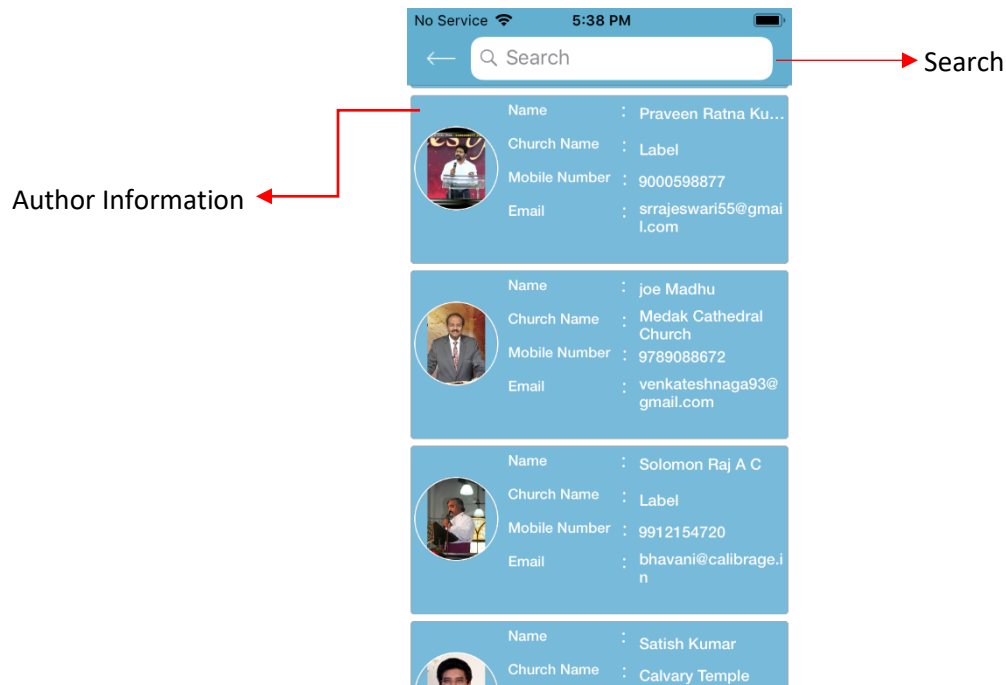 No Service 5:38 PM
Search
Search
Author Information
Name : Praveen Ratna Ku...
Church Name : Label
Mobile Number : 9000598877
Email : srrajeswari55@gmai
l.com
Name : joe Madhu
Church Name : Medak Cathedral
Church
Mobile Number : 9789088672
Email : venkateshnaga93@
gmail.com
Name : Solomon Raj A C
Church Name : Label
Mobile Number : 9912154720
Email : bhavani@calibrage.i
n
Name : Satish Kumar
Church Name : Calvary Temple